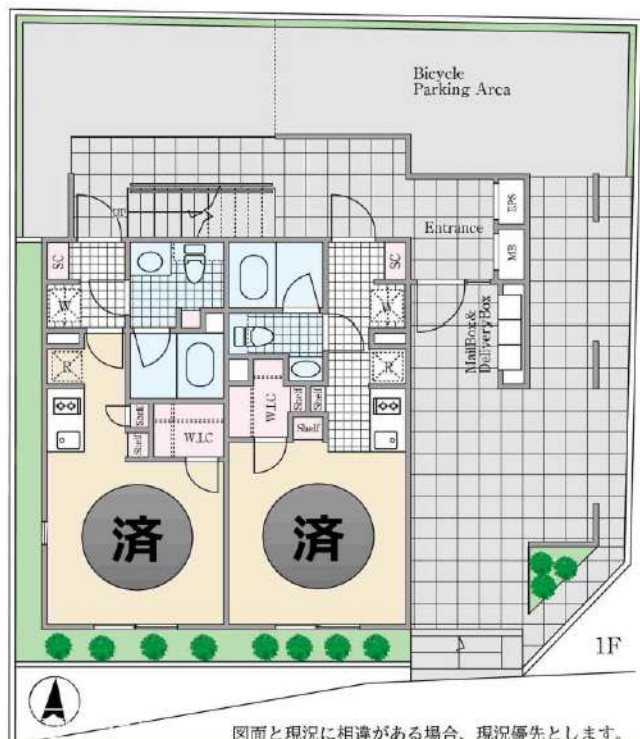 Bicycle
Parking Area
EPS
Entrance
MB
UP
SC
SC
W
W
MailBox&
DeliveryBox
R
R
W.I.C
Shelf
Shelf
Shelf
Shelf
Shelf
W.I.C
済
済
1F
図面と現況に相違がある場合、現況優先とします。